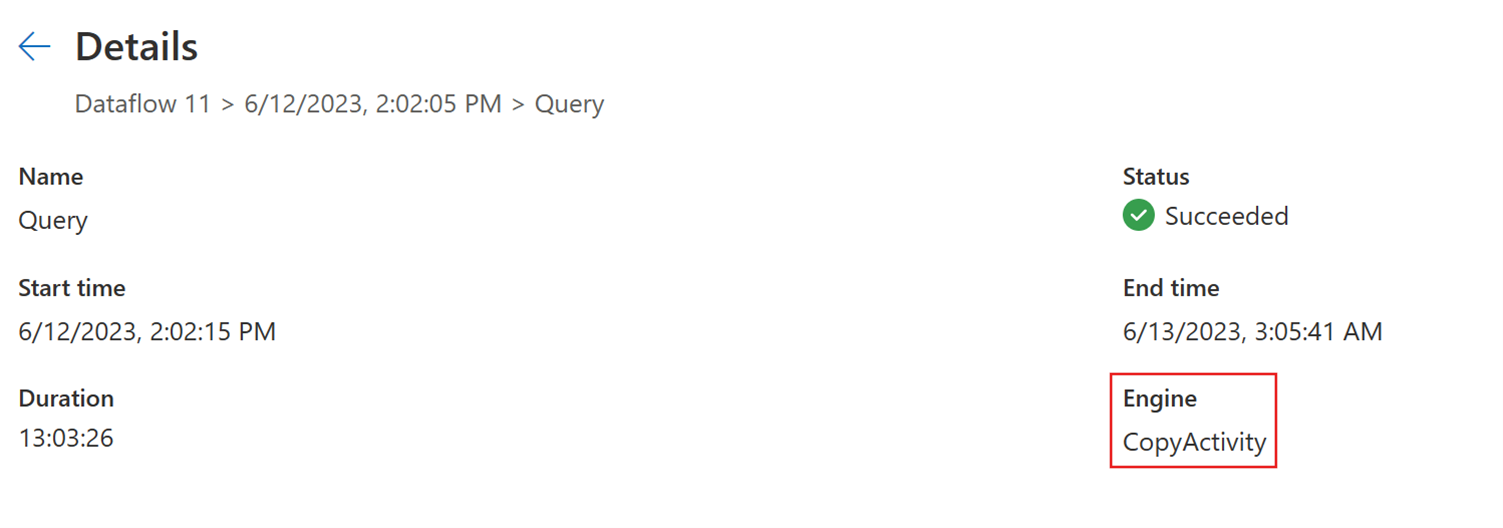 Details
Dataflow 11 > 6/12/2023, 2:02:05 PM > Query
Name
Query
Status
Succeeded
Start time
6/12/2023, 2:02:15 PM
End time
6/13/2023, 3:05:41 AM
Duration
13:03:26
Engine
CopyActivity